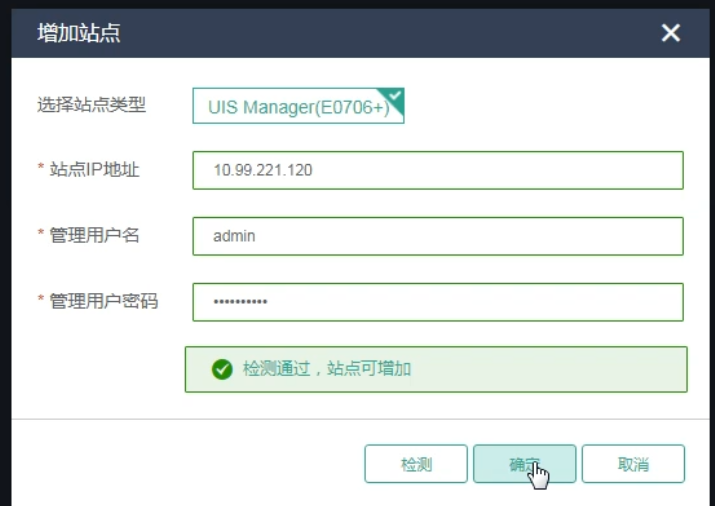 增加站点
选择站点类型 UIS Manager(E0706+)
* 站点IP地址 10.99.221.120
* 管理用户名 admin
* 管理用户密码 ••••••••••
检测通过，站点可增加
检测 确定 取消